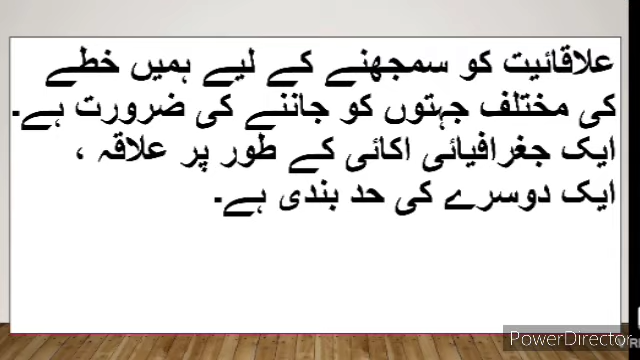 علاقائیت کو سمجھنے کے لیے ہمیں خطے
کی مختلف جہتوں کو جاننے کی ضرورت ہے۔
ایک جغرافیائی اکائی کے طور پر علاقہ ،
ایک دوسرے کی حد بندی ہے۔
PowerDirector